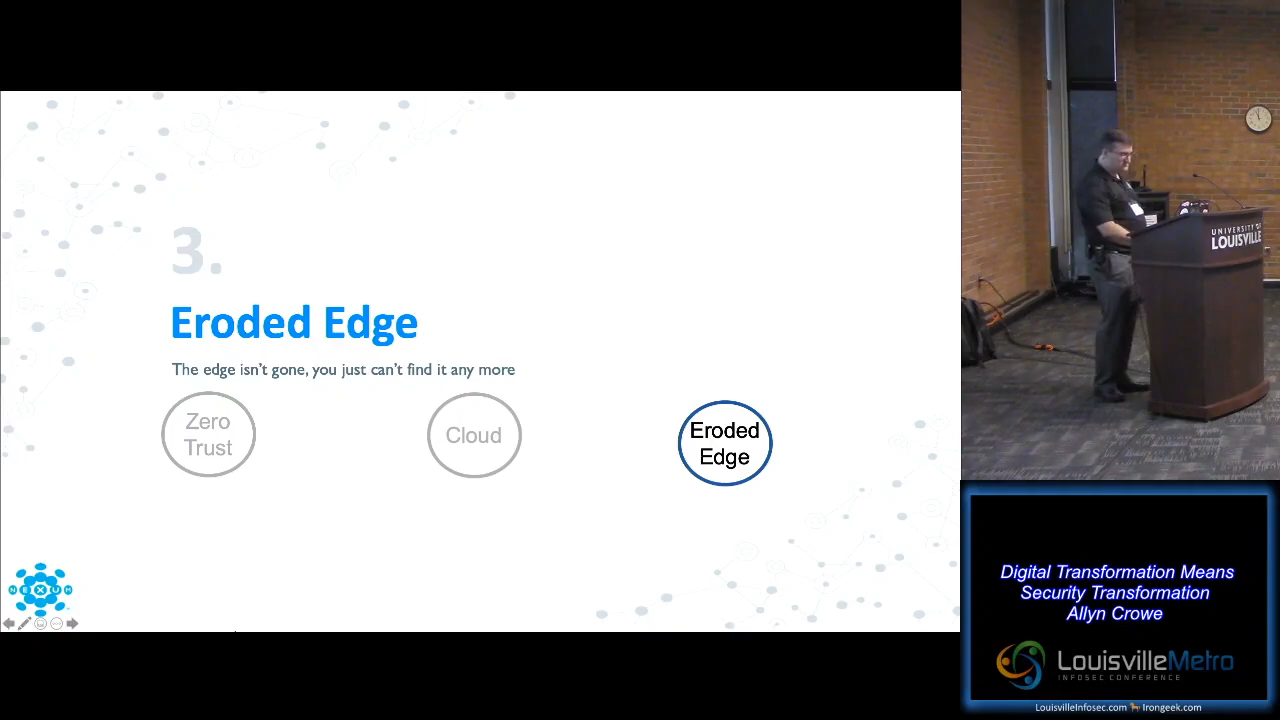 3.
Eroded Edge
The edge isn't gone, you just can't find it any more
Zero
Trust
Cloud
Eroded
Edge
NEXUM
UNIVERSITY OF
LOUISVILLE
Digital Transformation Means
Security Transformation
Allyn Crowe
LouisvilleMetro
INFOSEC CONFERENCE
LouisvilleInfosec.com Irongeek.com